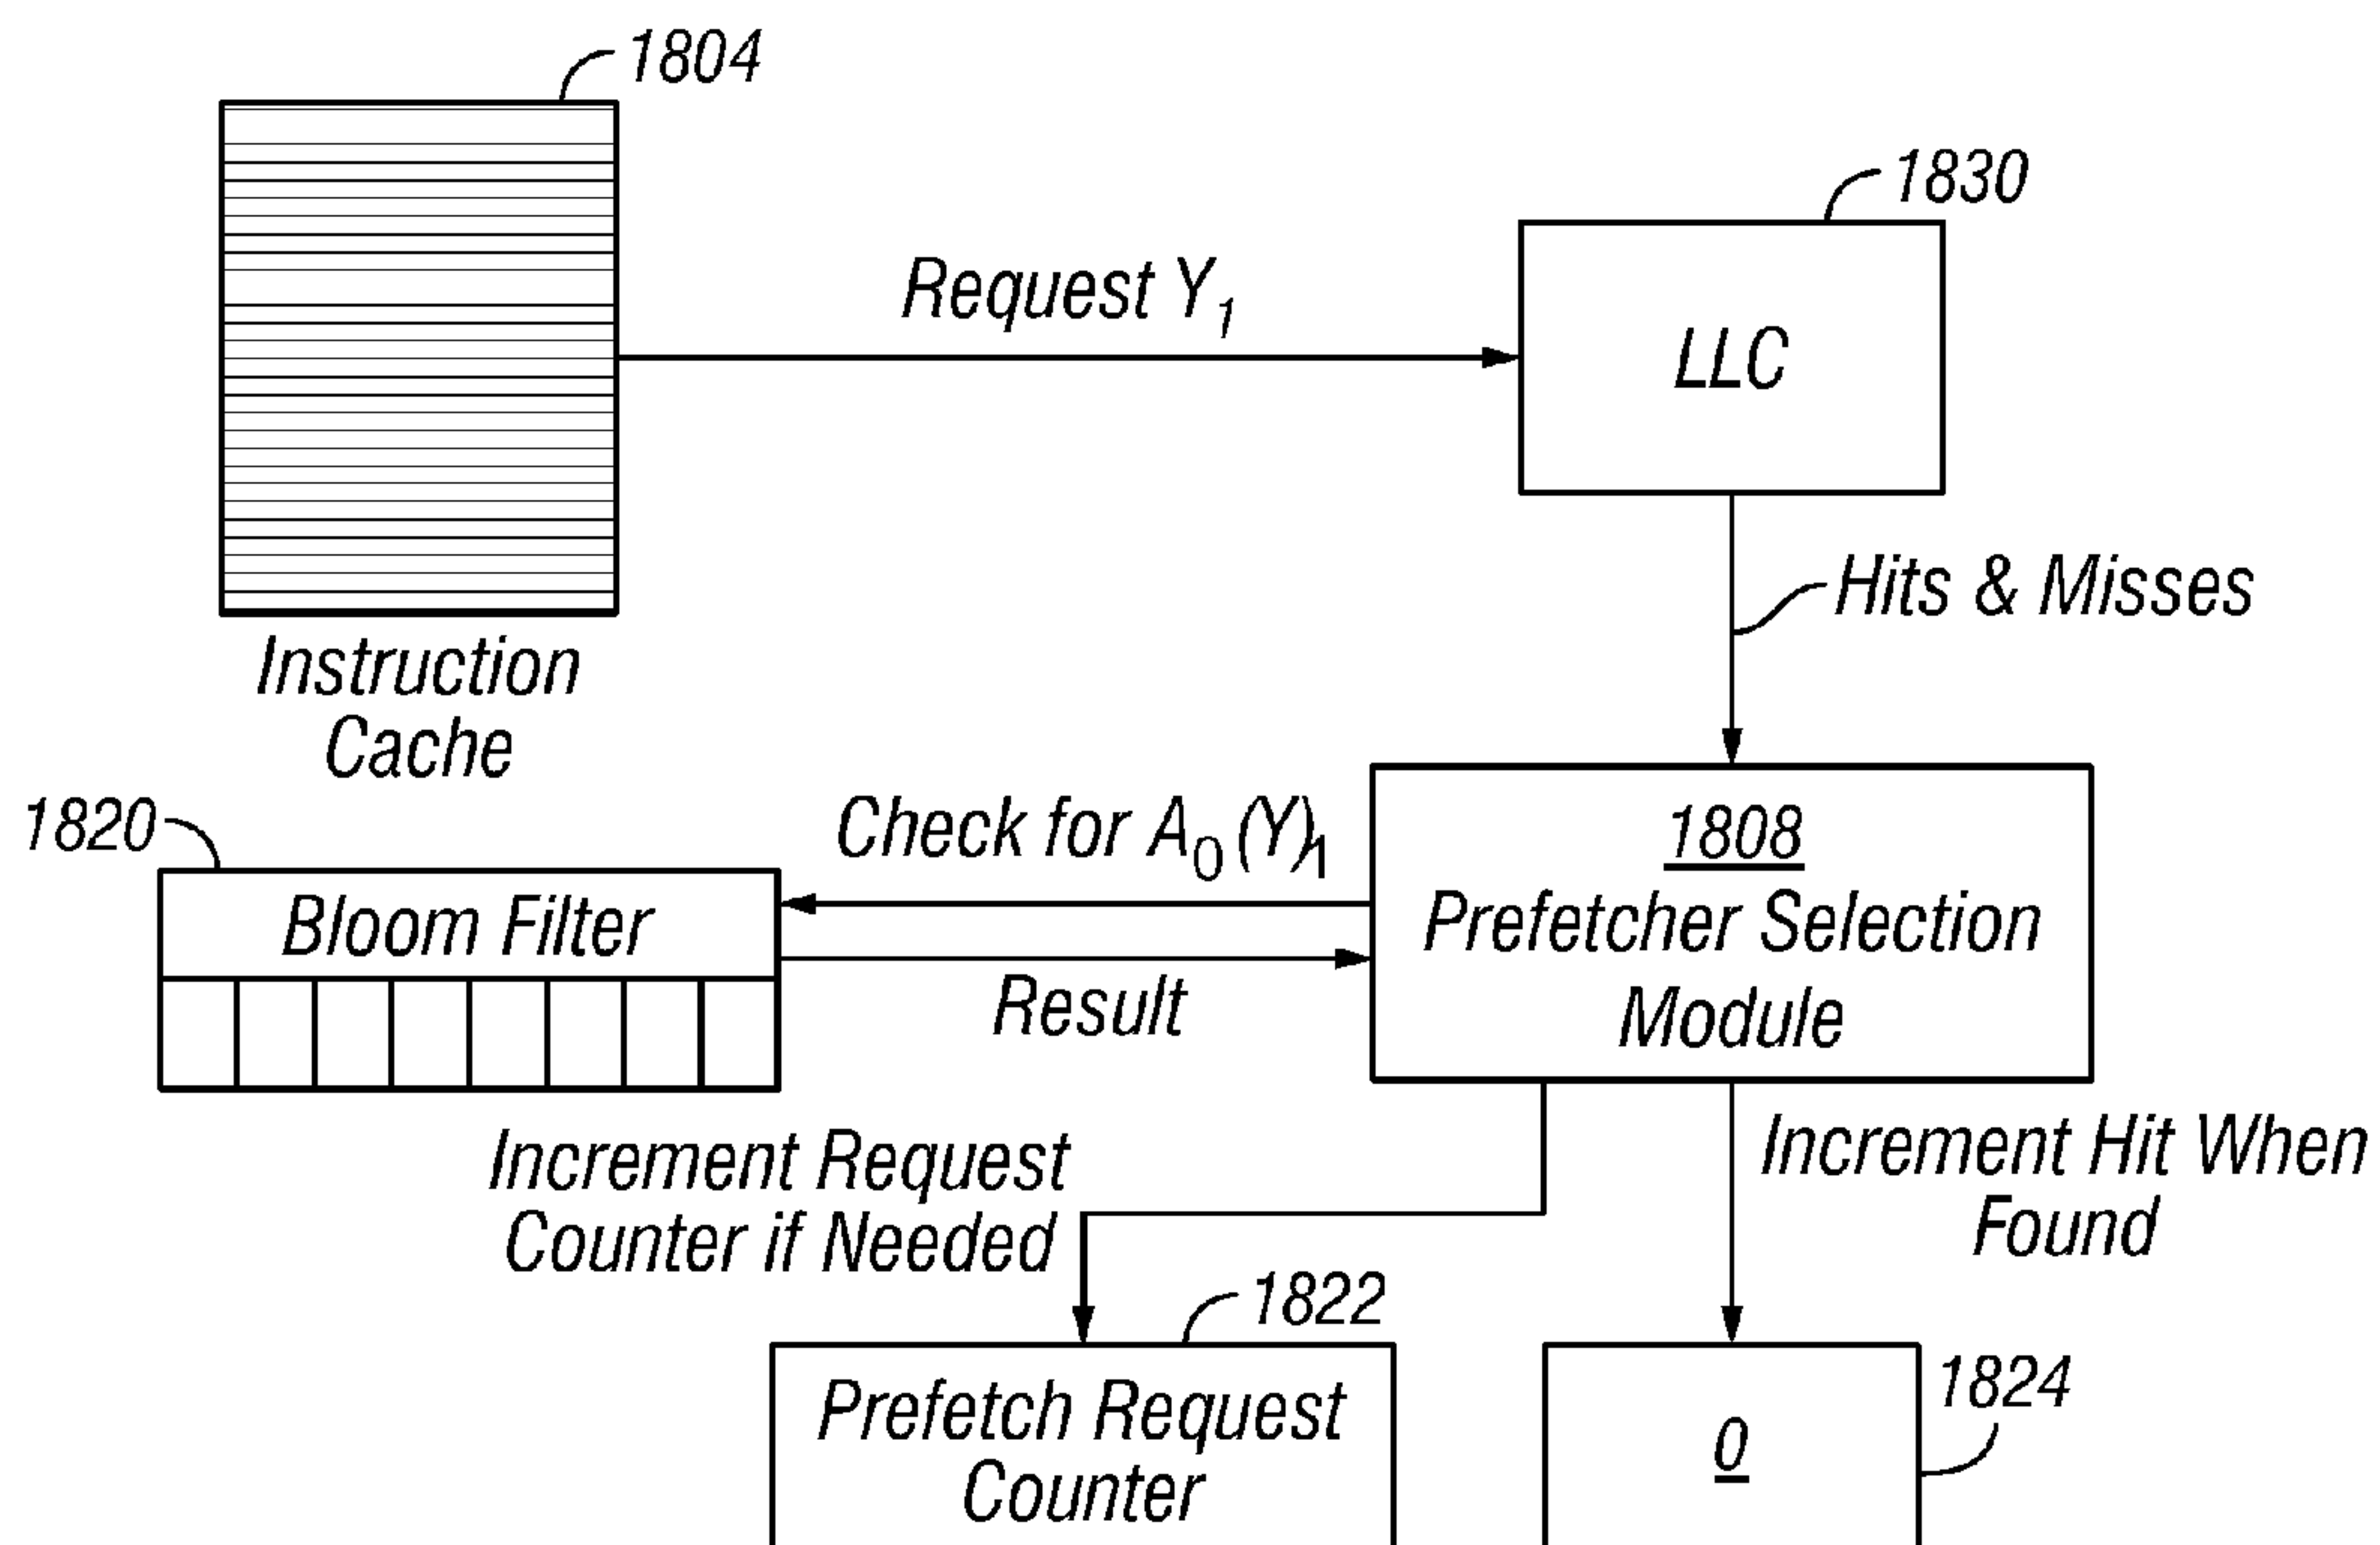 1804
1830
Request Y1
LLC
Hits & Misses
Instruction
Cache
1820
Check for A0 (Y)1
1808
Prefetcher Selection
Module
Bloom Filter
Result
Increment Request
Counter if Needed
Increment Hit When
Found
1822
Prefetch Request
Counter
1824
0